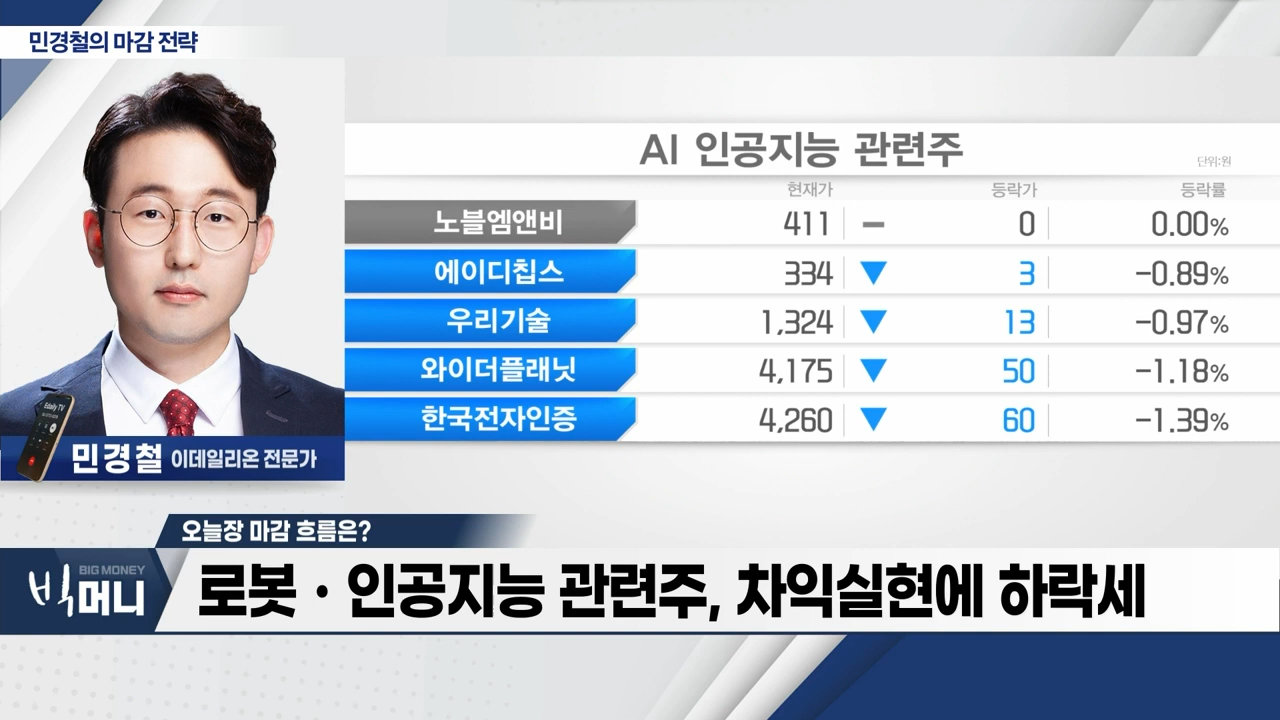 민경철의 마감 전략
AI 인공지능 관련주
단위:원
현재가 등락가 등락률
노블엠앤비 411 － 0 0.00%
에이디칩스 334 ▼ 3 -0.89%
우리기술 1,324 ▼ 13 -0.97%
와이더플래닛 4,175 ▼ 50 -1.18%
한국전자인증 4,260 ▼ 60 -1.39%
Edaily TV
민경철 이데일리온 전문가
오늘장 마감 흐름은?
BIG MONEY
빅머니
로봇·인공지능 관련주, 차익실현에 하락세